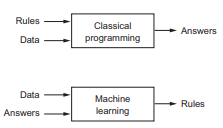 Rules
Data
Classical
programming
Answers
Data
Answers
Machine
learning
Rules